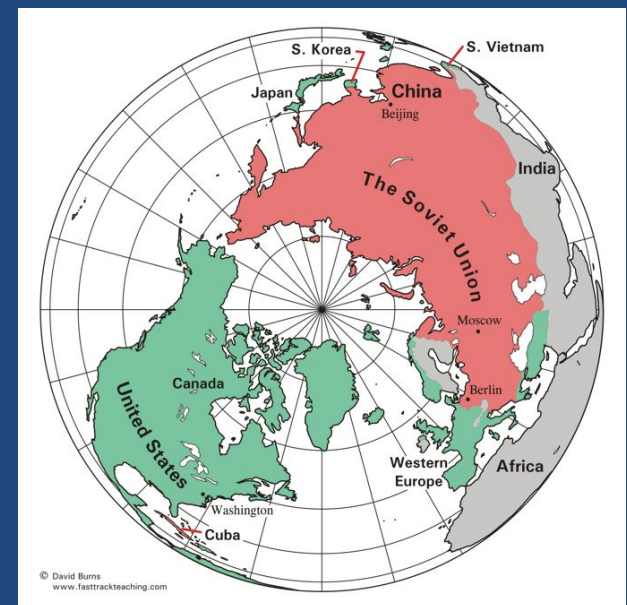 S. Korea
S. Vietnam
Japan
China
Beijing
India
The Soviet Union
Moscow
Canada
Berlin
United States
Western
Europe
Africa
Washington
Cuba
© David Burns
www.fasttrackteaching.com